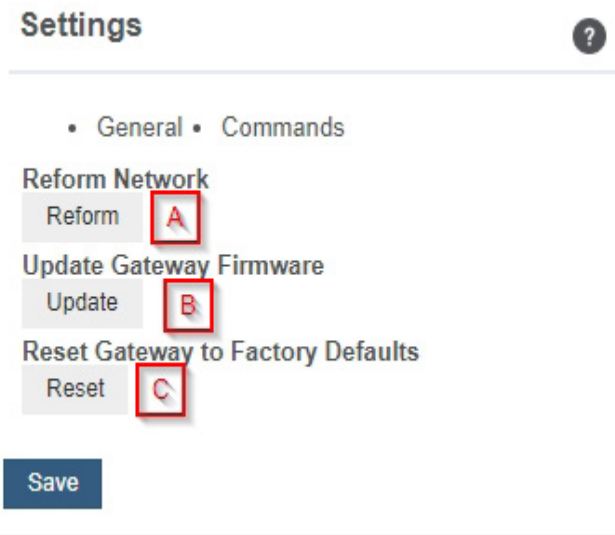 Settings
?
• General • Commands
Reform Network
Reform A
Update Gateway Firmware
Update B
Reset Gateway to Factory Defaults
Reset C
Save